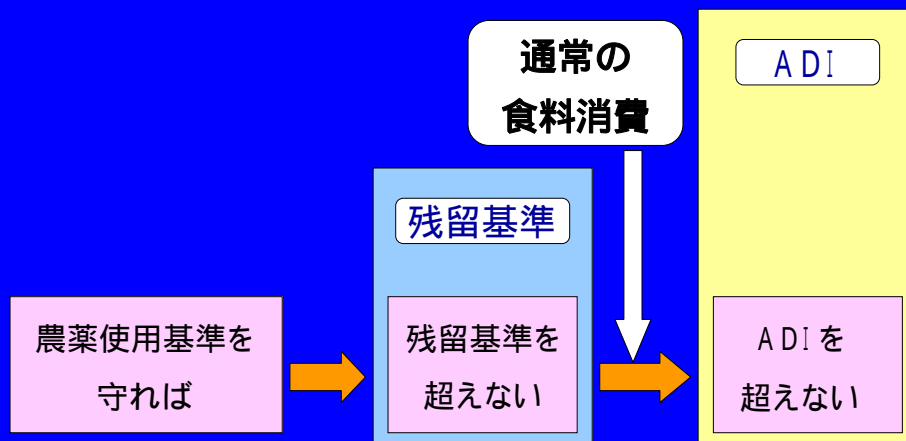 通常の
食料消費
ADI
残留基準
農薬使用基準を
守れば
残留基準を
超えない
ADIを
超えない